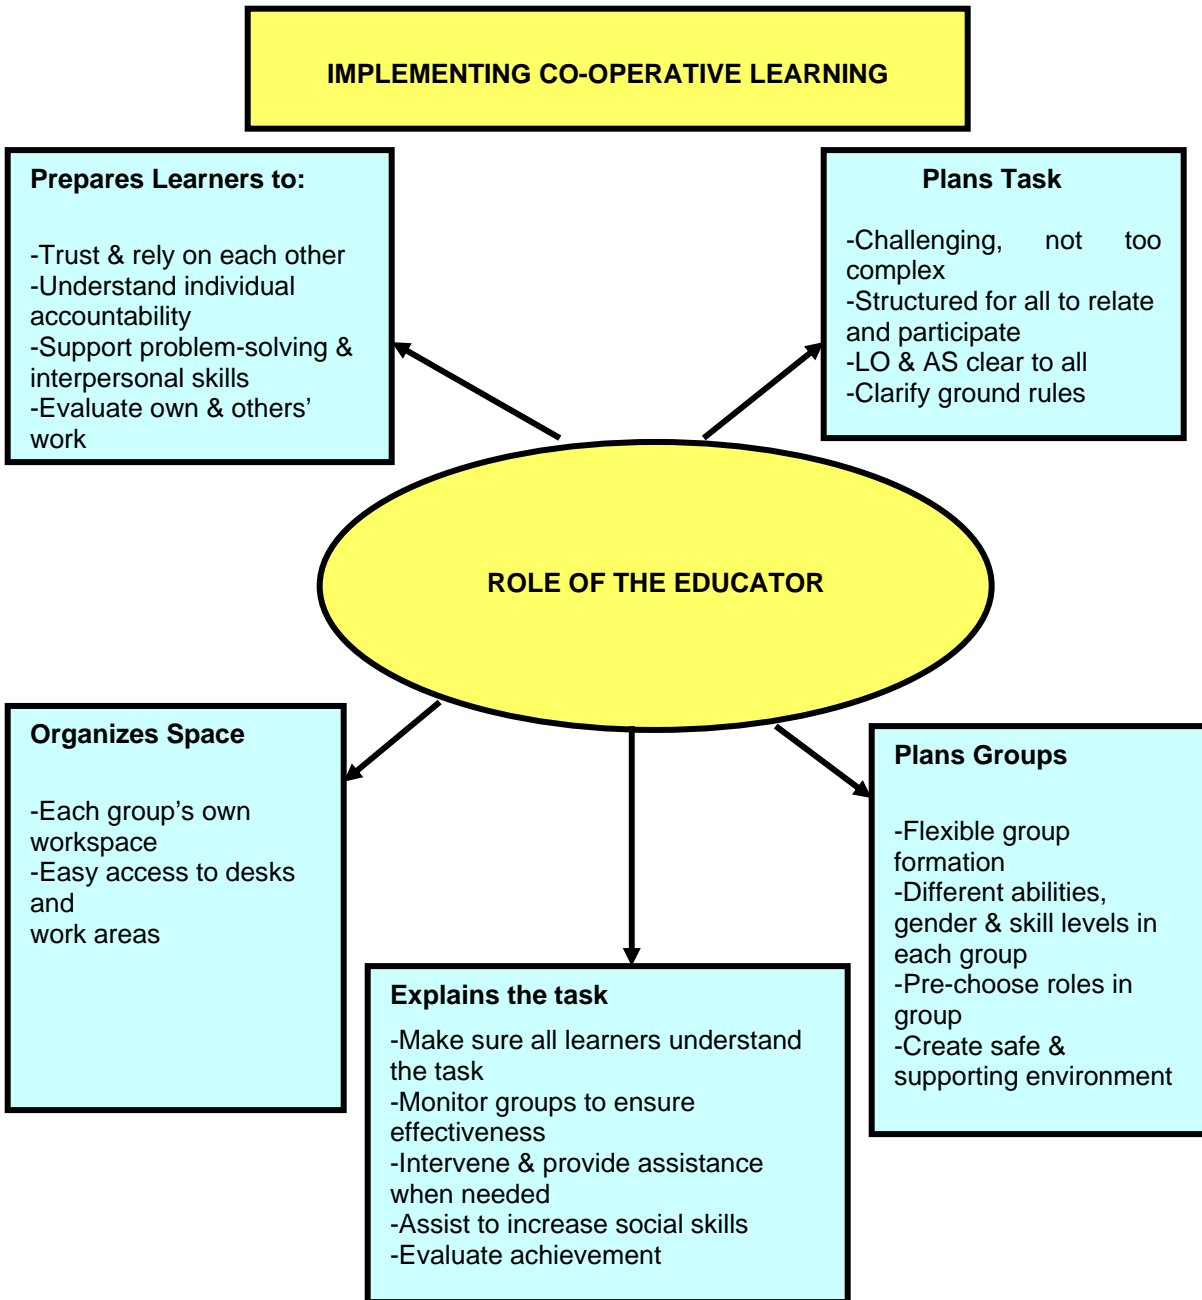 IMPLEMENTING CO-OPERATIVE LEARNING
Prepares Learners to:
-Trust & rely on each other
-Understand individual
accountability
-Support problem-solving &
interpersonal skills
-Evaluate own & others’
work
Plans Task
-Challenging, not too
complex
-Structured for all to relate
and participate
-LO & AS clear to all
-Clarify ground rules
ROLE OF THE EDUCATOR
Organizes Space
-Each group’s own
workspace
-Easy access to desks
and
work areas
Explains the task
-Make sure all learners understand
the task
-Monitor groups to ensure
effectiveness
-Intervene & provide assistance
when needed
-Assist to increase social skills
-Evaluate achievement
Plans Groups
-Flexible group
formation
-Different abilities,
gender & skill levels in
each group
-Pre-choose roles in
group
-Create safe &
supporting environment